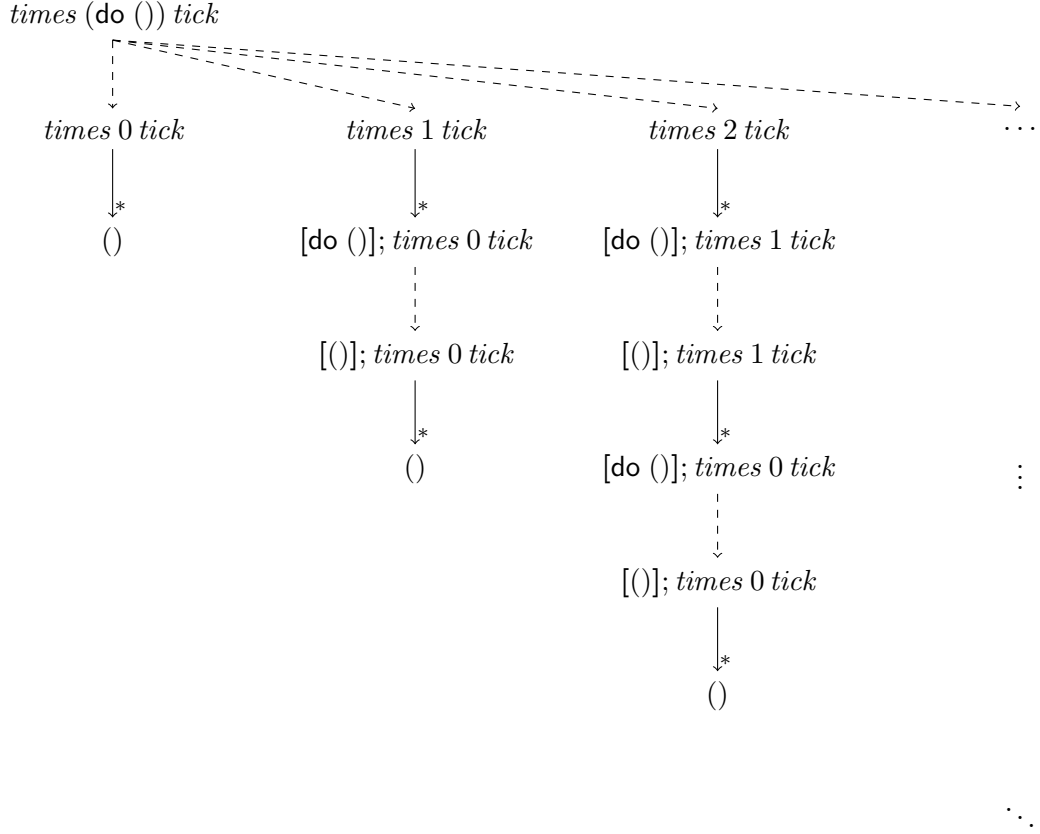 times (do ()) tick
times 0 tick times 1 tick times 2 tick ···
* * *
() [do ()]; times 0 tick [do ()]; times 1 tick
[()]; times 0 tick [()]; times 1 tick
* *
() [do ()]; times 0 tick ⋮
[()]; times 0 tick
*
()
⋱